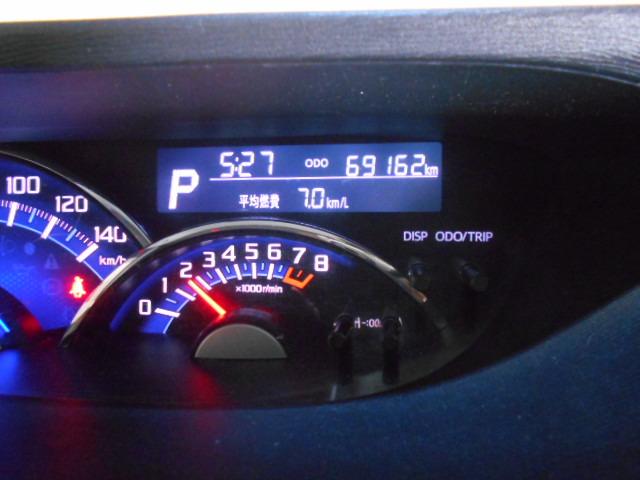 5:27 ODO 69162km
P
平均燃費 7.0km/L
100
120
140
km/h
DISP ODO/TRIP
0 1 2 3 4 5 6 7 8
×1000r/min
H -:00